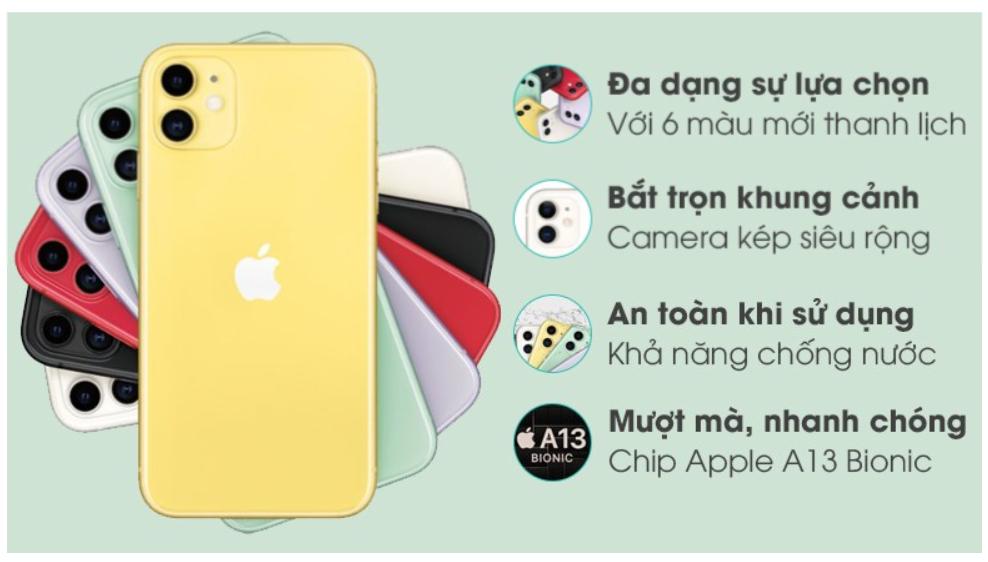 Đa dạng sự lựa chọn
Với 6 màu mới thanh lịch
Bắt trọn khung cảnh
Camera kép siêu rộng
An toàn khi sử dụng
Khả năng chống nước
A13
BIONIC
Mượt mà, nhanh chóng
Chip Apple A13 Bionic